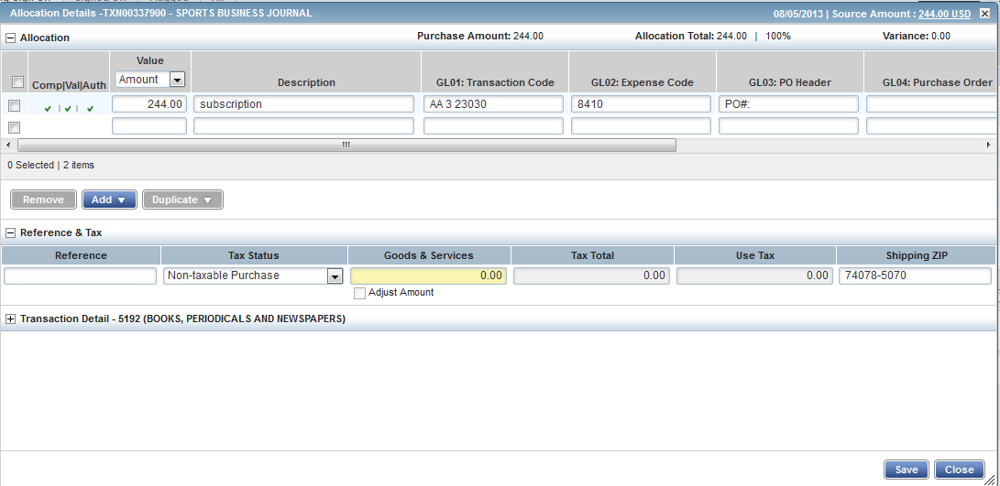 Allocation Details -TXN00337900 - SPORTS BUSINESS JOURNAL 08/05/2013 | Source Amount : 244.00 USD
Allocation Purchase Amount: 244.00 Allocation Total: 244.00 | 100% Variance: 0.00
Value
Comp|Val|Auth Amount Description GL01: Transaction Code GL02: Expense Code GL03: PO Header GL04: Purchase Order
244.00 subscription AA 3 23030 8410 PO#:
0 Selected | 2 items
Remove Add Duplicate
Reference & Tax
Reference Tax Status Goods & Services Tax Total Use Tax Shipping ZIP
Non-taxable Purchase 0.00 0.00 0.00 74078-5070
Adjust Amount
Transaction Detail - 5192 (BOOKS, PERIODICALS AND NEWSPAPERS)
Save Close